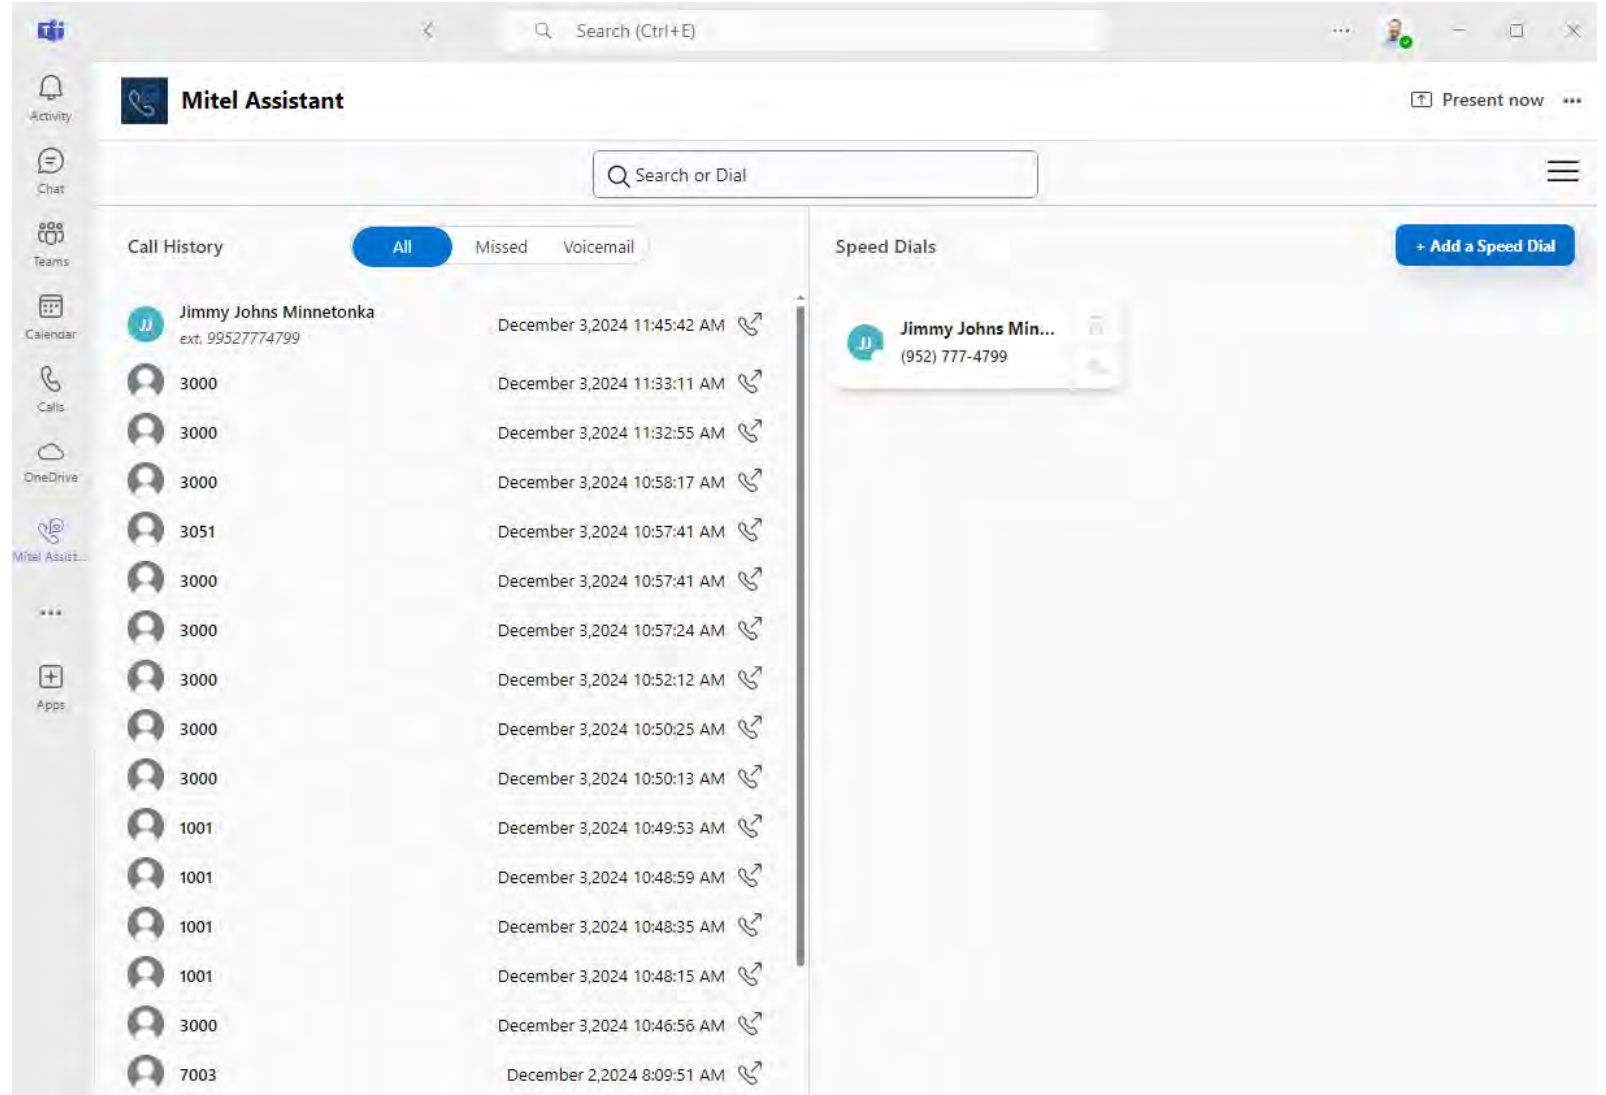 Search (Ctrl+E)
Activity
Chat
Teams
Calendar
Calls
OneDrive
Mitel Assist...
Apps
Mitel Assistant
Present now
Search or Dial
Call History
All Missed Voicemail
Jimmy Johns Minnetonka
JJ
ext. 99527774799
December 3,2024 11:45:42 AM
3000 December 3,2024 11:33:11 AM
3000 December 3,2024 11:32:55 AM
3000 December 3,2024 10:58:17 AM
3051 December 3,2024 10:57:41 AM
3000 December 3,2024 10:57:41 AM
3000 December 3,2024 10:57:24 AM
3000 December 3,2024 10:52:12 AM
3000 December 3,2024 10:50:25 AM
3000 December 3,2024 10:50:13 AM
1001 December 3,2024 10:49:53 AM
1001 December 3,2024 10:48:59 AM
1001 December 3,2024 10:48:35 AM
1001 December 3,2024 10:48:15 AM
3000 December 3,2024 10:46:56 AM
7003 December 2,2024 8:09:51 AM
Speed Dials
+ Add a Speed Dial
JJ
Jimmy Johns Min...
(952) 777-4799